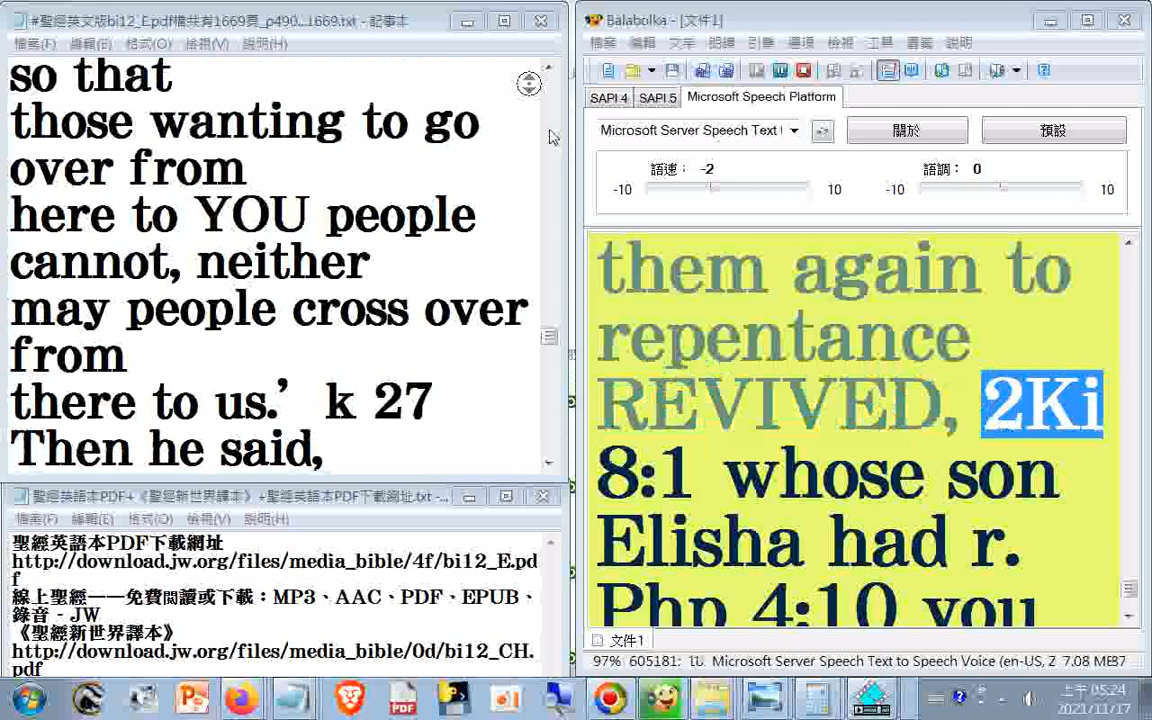 #聖經英文版bi12_E.pdf檔共有1669頁_p490...1669.txt - 記事本
檔案(F) 編輯(E) 格式(O) 檢視(V) 說明(H)
so that
those wanting to go
over from
here to YOU people
cannot, neither
may people cross over
from
there to us.’ k 27
Then he said,
聖經英語本PDF+《聖經新世界譯本》+聖經英語本PDF下載網址.txt - ...
檔案(F) 編輯(E) 格式(O) 檢視(V) 說明(H)
聖經英語本PDF下載網址
http://download.jw.org/files/media_bible/4f/bi12_E.pd
f
線上聖經——免費閱讀或下載：MP3、AAC、PDF、EPUB、
錄音 - JW
《聖經新世界譯本》
http://download.jw.org/files/media_bible/0d/bi12_CH.
pdf
Balabolka - [文件1]
檔案 編輯 文字 朗讀 引擎 選項 檢視 工具 書籤 說明
SAPI 4 SAPI 5 Microsoft Speech Platform
Microsoft Server Speech Text 關於 預設
語速： -2 語調： 0
-10 10 -10 10
them again to
repentance
REVIVED, 2Ki
8:1 whose son
Elisha had r.
Php 4:10 you
文件1
97% 605181: Microsoft Server Speech Text to Speech Voice (en-US, Z 7.08 MB
PDF
上午 05:24
2021/11/17